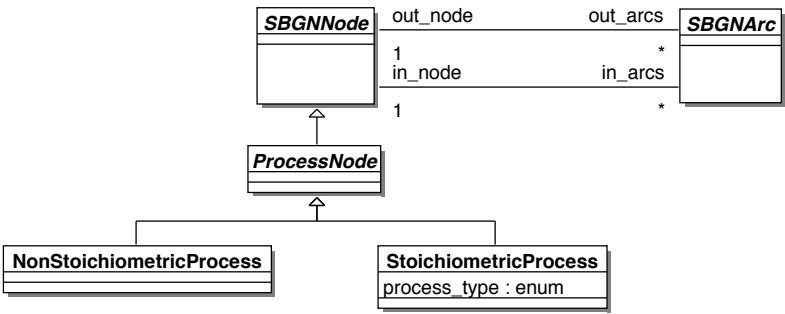 SBGNNode
out_node
out_arcs
SBGNArc
1
*
in_node
in_arcs
1
*
ProcessNode
NonStoichiometricProcess
StoichiometricProcess
process_type : enum